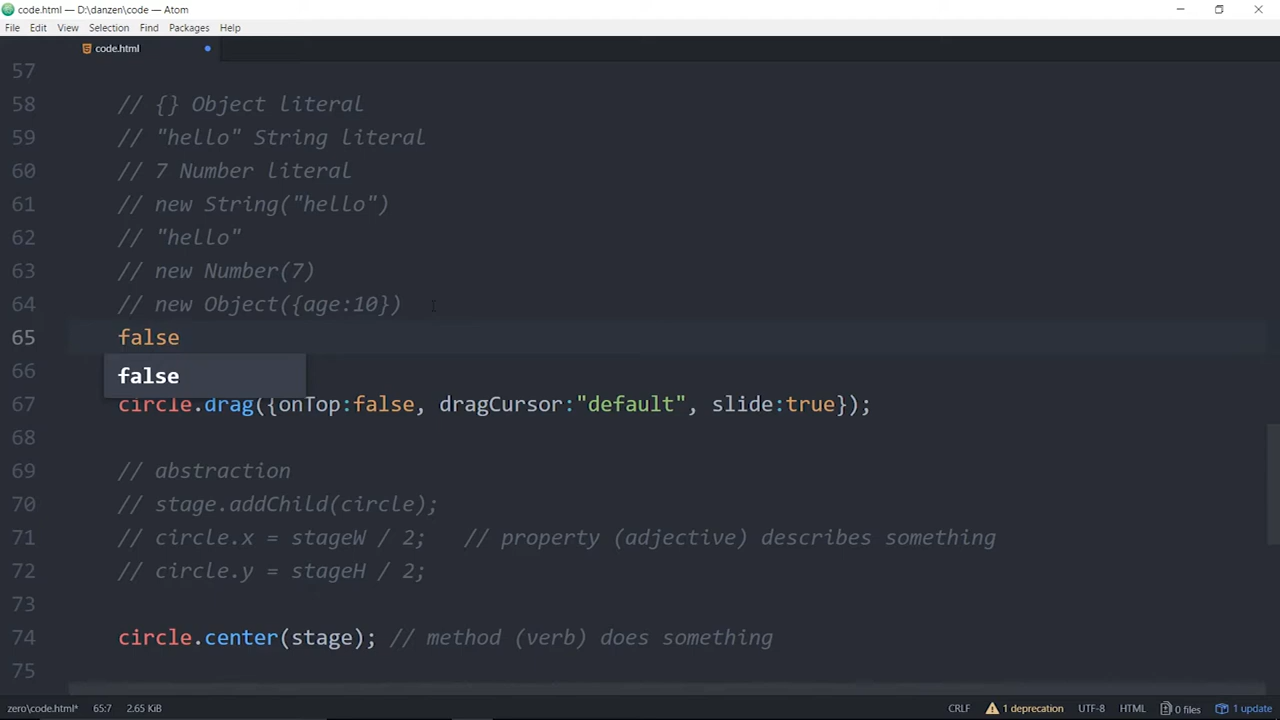 code.html — D:\danzen\code — Atom
File Edit View Selection Find Packages Help
code.html
57
58 // {} Object literal
59 // "hello" String literal
60 // 7 Number literal
61 // new String("hello")
62 // "hello"
63 // new Number(7)
64 // new Object({age:10})
65 false
66 false
67 circle.drag({onTop:false, dragCursor:"default", slide:true});
68
69 // abstraction
70 // stage.addChild(circle);
71 // circle.x = stageW / 2; // property (adjective) describes something
72 // circle.y = stageH / 2;
73
74 circle.center(stage); // method (verb) does something
75
zero\code.html* 65:7 2.65 KiB CRLF 1 deprecation UTF-8 HTML 0 files 1 update